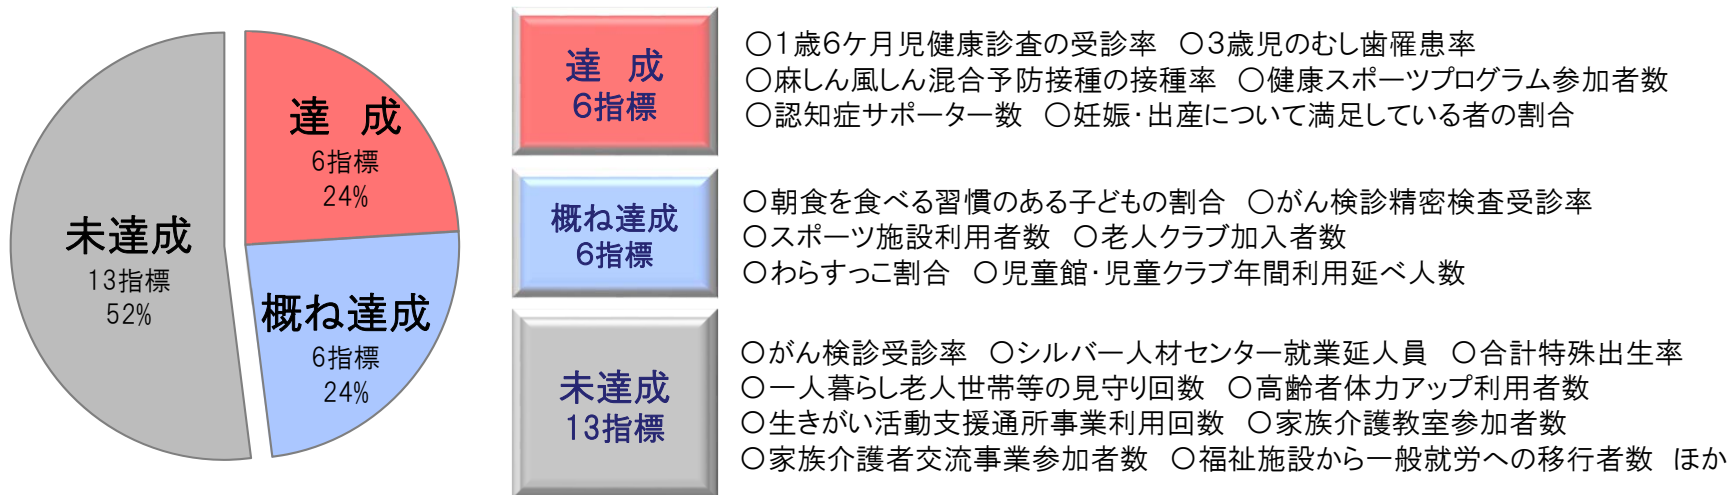 達 成
6指標
24%
概ね達成
6指標
24%
未達成
13指標
52%
達 成
6指標
○1歳6ケ月児健康診査の受診率 ○3歳児のむし歯罹患率
○麻しん風しん混合予防接種の接種率 ○健康スポーツプログラム参加者数
○認知症サポーター数 ○妊娠・出産について満足している者の割合
概ね達成
6指標
○朝食を食べる習慣のある子どもの割合 ○がん検診精密検査受診率
○スポーツ施設利用者数 ○老人クラブ加入者数
○わらすっこ割合 ○児童館・児童クラブ年間利用延べ人数
未達成
13指標
○がん検診受診率 ○シルバー人材センター就業延人員 ○合計特殊出生率
○一人暮らし老人世帯等の見守り回数 ○高齢者体力アップ利用者数
○生きがい活動支援通所事業利用回数 ○家族介護教室参加者数
○家族介護者交流事業参加者数 ○福祉施設から一般就労への移行者数 ほか